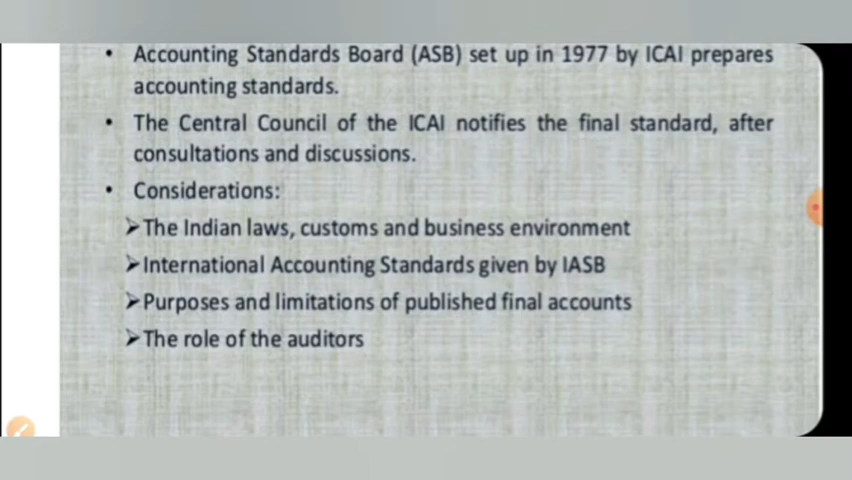 • Accounting Standards Board (ASB) set up in 1977 by ICAI prepares
accounting standards.
• The Central Council of the ICAI notifies the final standard, after
consultations and discussions.
• Considerations:
➢The Indian laws, customs and business environment
➢International Accounting Standards given by IASB
➢Purposes and limitations of published final accounts
➢The role of the auditors